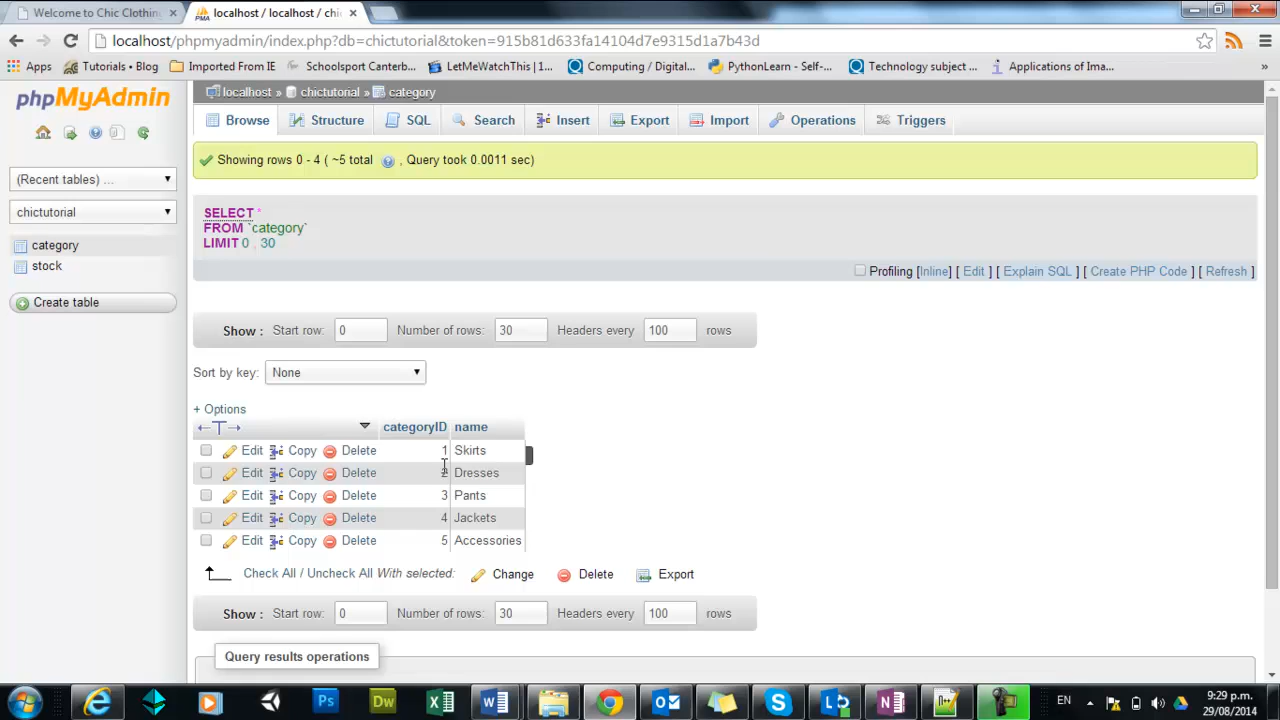 Welcome to Chic Clothin
localhost / localhost / chi
localhost/phpmyadmin/index.php?db=chictutorial&token=915b81d633fa14104d7e9315d1a7b43d
Apps Tutorials • Blog Imported From IE Schoolsport Canterb... LetMeWatchThis | 1... Computing / Digital... PythonLearn - Self-... Technology subject ... Applications of Ima... »
phpMyAdmin
localhost » chictutorial » category
Browse Structure SQL Search Insert Export Import Operations Triggers
(Recent tables) ...
chictutorial
category
stock
Create table
Showing rows 0 - 4 ( ~5 total , Query took 0.0011 sec)
SELECT *
FROM `category`
LIMIT 0 , 30
Profiling [Inline] [ Edit ] [ Explain SQL ] [ Create PHP Code ] [ Refresh ]
Show : Start row: 0 Number of rows: 30 Headers every 100 rows
Sort by key: None
+ Options
←T→ categoryID name
Edit Copy Delete 1 Skirts
Edit Copy Delete 2 Dresses
Edit Copy Delete 3 Pants
Edit Copy Delete 4 Jackets
Edit Copy Delete 5 Accessories
Check All / Uncheck All With selected: Change Delete Export
Show : Start row: 0 Number of rows: 30 Headers every 100 rows
Query results operations
Ps Dw EN 9:29 p.m.
29/08/2014